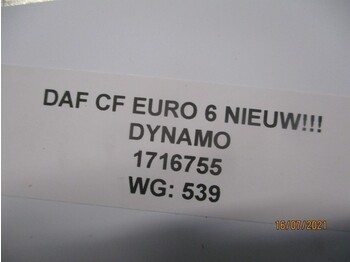 DAF CF EURO 6 NIEUW!!!
DYNAMO
1716755
WG: 539
16/07/2021